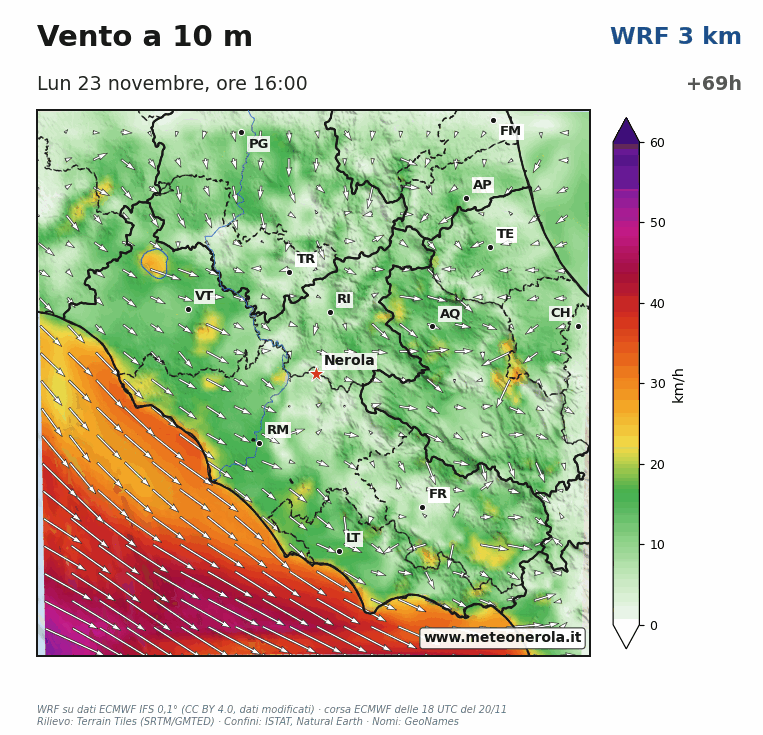 Vento a 10 m
WRF 3 km
Lun 23 novembre, ore 16:00
+69h
FM
PG
AP
TE
TR
VT
RI
AQ
CH
Nerola
RM
FR
LT
www.meteonerola.it
60
50
40
30
20
10
0
km/h
WRF su dati ECMWF IFS 0,1° (CC BY 4.0, dati modificati) · corsa ECMWF delle 18 UTC del 20/11
Rilievo: Terrain Tiles (SRTM/GMTED) · Confini: ISTAT, Natural Earth · Nomi: GeoNames